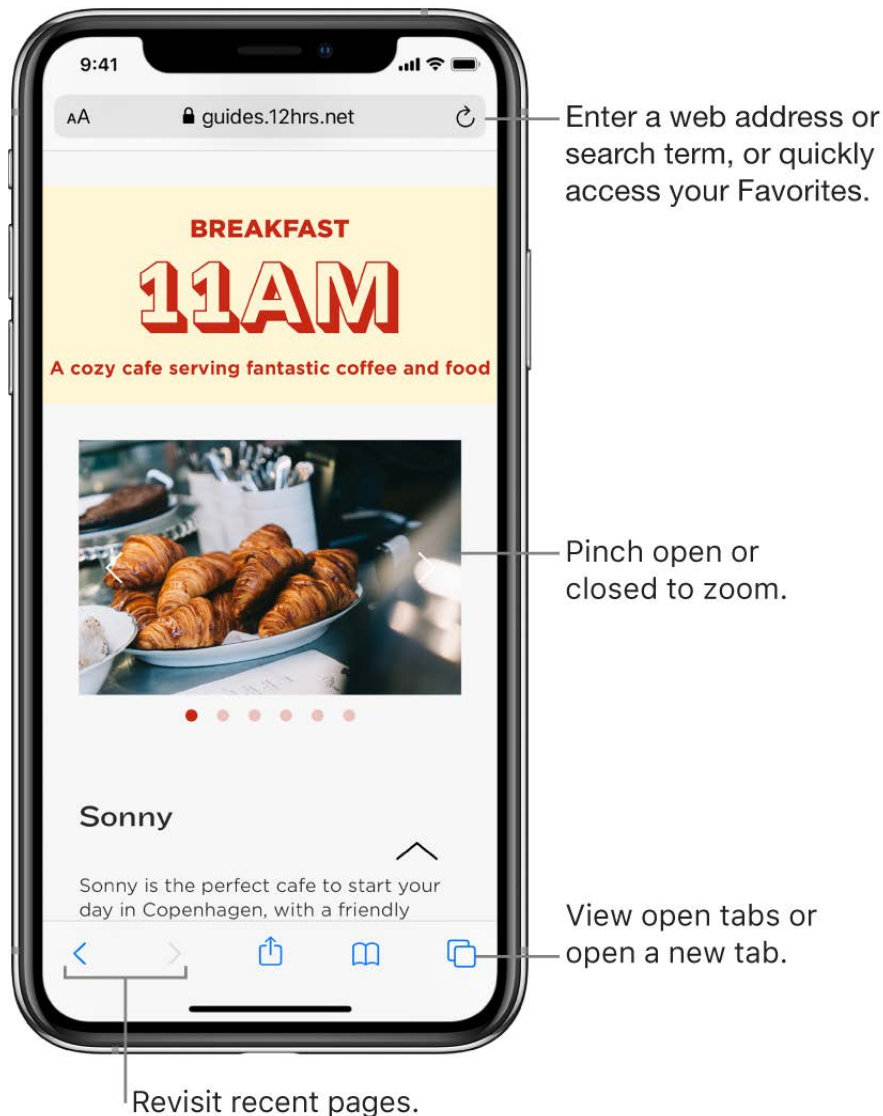 9:41
AA guides.12hrs.net
Enter a web address or
search term, or quickly
access your Favorites.
BREAKFAST
11AM
A cozy cafe serving fantastic coffee and food
Pinch open or
closed to zoom.
Sonny
Sonny is the perfect cafe to start your
day in Copenhagen, with a friendly
View open tabs or
open a new tab.
Revisit recent pages.